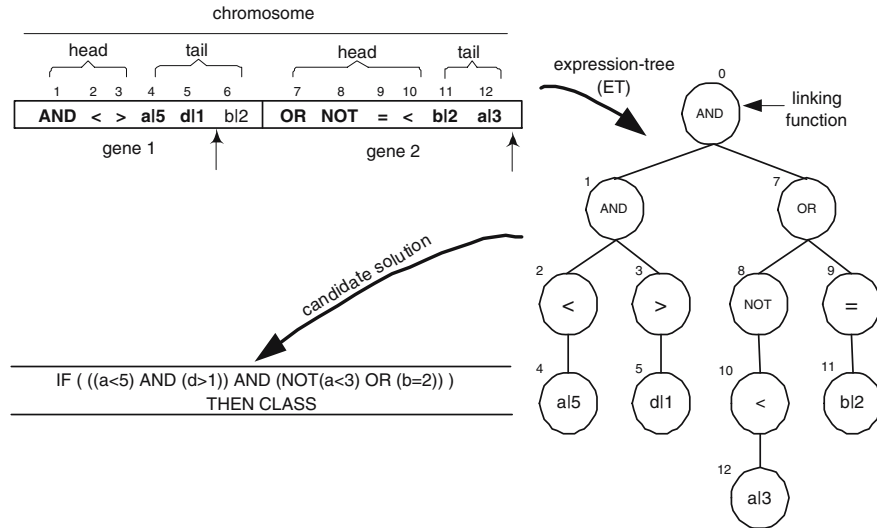 chromosome
head tail head tail
1 2 3 4 5 6 7 8 9 10 11 12
AND < > a|5 d|1 b|2 OR NOT = < b|2 a|3
gene 1 gene 2
expression-tree
(ET)
0
AND
linking
function
1 7
AND OR
2 3 8 9
< > NOT =
4 5 10 11
a|5 d|1 < b|2
12
a|3
candidate solution
IF ( ((a<5) AND (d>1)) AND (NOT(a<3) OR (b=2)) )
THEN CLASS